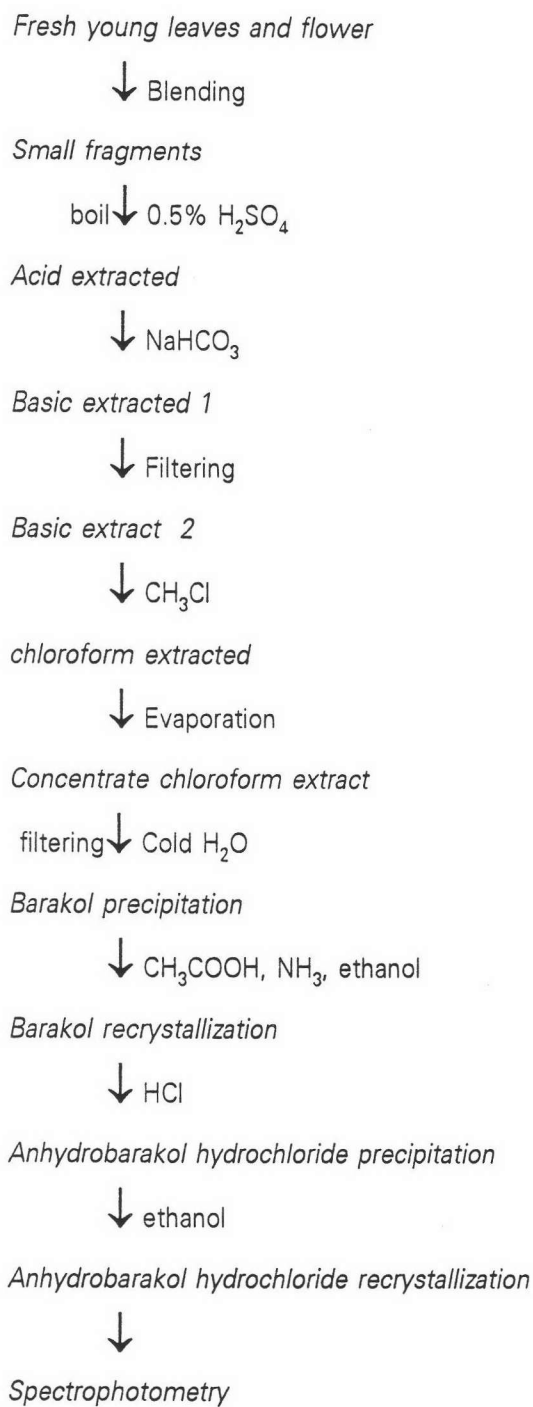 Fresh young leaves and flower
↓ Blending
Small fragments
boil ↓ 0.5% H₂SO₄
Acid extracted
↓ NaHCO₃
Basic extracted 1
↓ Filtering
Basic extract 2
↓ CH₃Cl
chloroform extracted
↓ Evaporation
Concentrate chloroform extract
filtering ↓ Cold H₂O
Barakol precipitation
↓ CH₃COOH, NH₃, ethanol
Barakol recrystallization
↓ HCl
Anhydrobarakol hydrochloride precipitation
↓ ethanol
Anhydrobarakol hydrochloride recrystallization
↓
Spectrophotometry